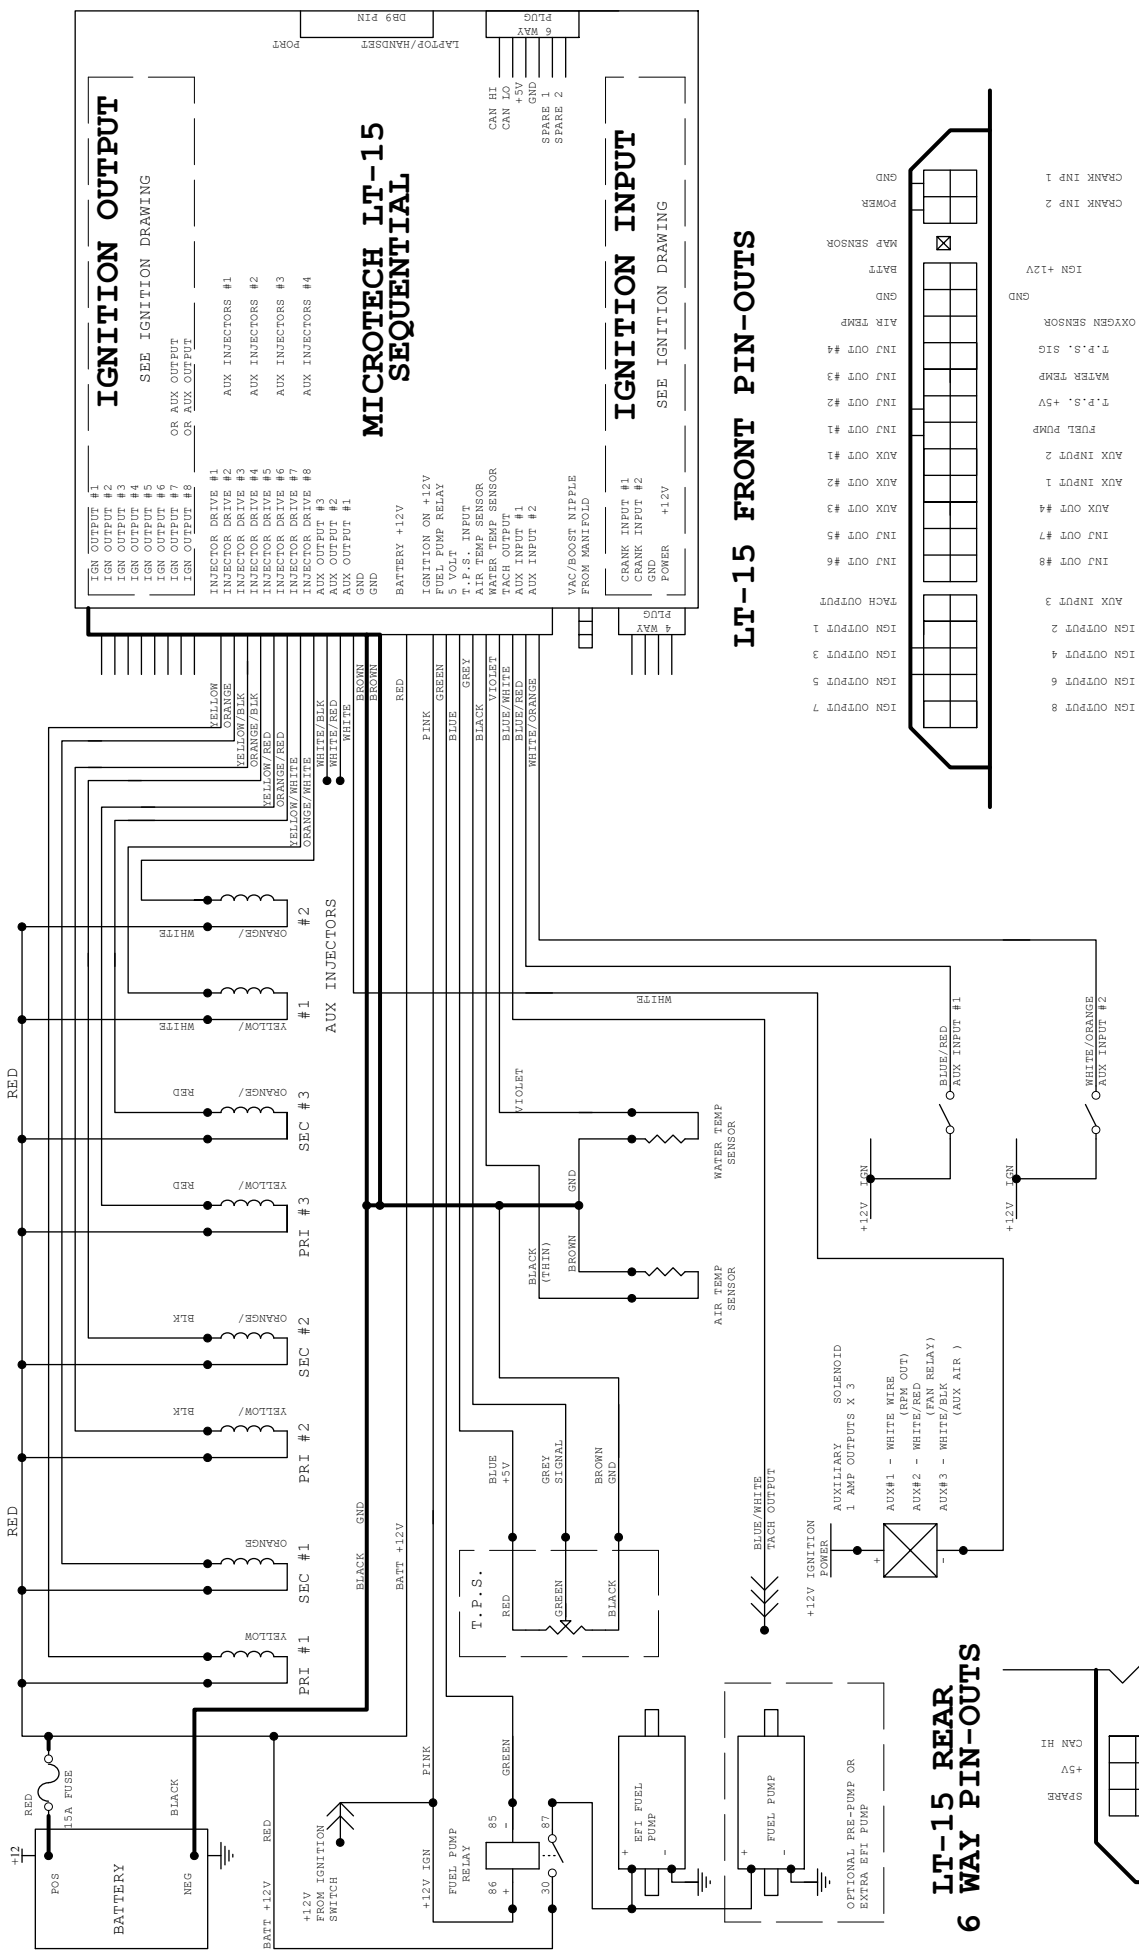 DB9 PIN
LAPTOP/HANDSET
PORT
6 WAY
PLUG
CAN HI
CAN LO
+5V
GND
SPARE 1
SPARE 2
IGNITION OUTPUT
SEE IGNITION DRAWING
OR AUX OUTPUT
OR AUX OUTPUT
IGN OUTPUT #1
IGN OUTPUT #2
IGN OUTPUT #3
IGN OUTPUT #4
IGN OUTPUT #5
IGN OUTPUT #6
IGN OUTPUT #7
IGN OUTPUT #8
MICROTECH LT-15
SEQUENTIAL
AUX INJECTORS #1
AUX INJECTORS #2
AUX INJECTORS #3
AUX INJECTORS #4
INJECTOR DRIVE #1
INJECTOR DRIVE #2
INJECTOR DRIVE #3
INJECTOR DRIVE #4
INJECTOR DRIVE #5
INJECTOR DRIVE #6
INJECTOR DRIVE #7
INJECTOR DRIVE #8
AUX OUTPUT #3
AUX OUTPUT #2
AUX OUTPUT #1
GND
GND
BATTERY +12V
IGNITION ON +12V
FUEL PUMP RELAY
5 VOLT
T.P.S. INPUT
AIR TEMP SENSOR
WATER TEMP SENSOR
TACH OUTPUT
AUX INPUT #1
AUX INPUT #2
VAC/BOOST NIPPLE
FROM MANIFOLD
IGNITION INPUT
SEE IGNITION DRAWING
CRANK INPUT #1
CRANK INPUT #2
GND
POWER +12V
4 WAY
PLUG
YELLOW
ORANGE
YELLOW/BLK
ORANGE/BLK
YELLOW/RED
ORANGE/RED
YELLOW/WHITE
ORANGE/WHITE
WHITE/BLK
WHITE/RED
WHITE
BROWN
BROWN
RED
PINK
GREEN
BLUE
GREY
BLACK
VIOLET
BLUE/WHITE
BLUE/RED
WHITE/ORANGE
LT-15 FRONT PIN-OUTS
GND
POWER
MAP SENSOR
BATT
GND
AIR TEMP
INJ OUT #4
INJ OUT #3
INJ OUT #2
INJ OUT #1
AUX OUT #1
AUX OUT #2
AUX OUT #3
INJ OUT #5
INJ OUT #6
TACH OUTPUT
IGN OUTPUT 1
IGN OUTPUT 3
IGN OUTPUT 5
IGN OUTPUT 7
CRANK INP 1
CRANK INP 2
IGN +12V
GND
OXYGEN SENSOR
T.P.S. SIG
WATER TEMP
T.P.S. +5V
FUEL PUMP
AUX INPUT 2
AUX INPUT 1
AUX OUT #4
INJ OUT #7
INJ OUT #8
AUX INPUT 3
IGN OUTPUT 2
IGN OUTPUT 4
IGN OUTPUT 6
IGN OUTPUT 8
RED
RED
ORANGE/
WHITE
#2
YELLOW/
WHITE
#1
AUX INJECTORS
ORANGE/
RED
SEC #3
YELLOW/
RED
PRI #3
ORANGE/
BLK
SEC #2
YELLOW/
BLK
PRI #2
ORANGE
SEC #1
YELLOW
PRI #1
BLACK GND
BATT +12V
VIOLET
WATER TEMP
SENSOR
GND
BROWN
BLACK
(THIN)
AIR TEMP
SENSOR
WHITE
BLUE/RED
AUX INPUT #1
+12V IGN
WHITE/ORANGE
AUX INPUT #2
+12V IGN
BLUE
+5V
GREY
SIGNAL
BROWN
GND
T.P.S.
RED
GREEN
BLACK
BLUE/WHITE
TACH OUTPUT
AUXILIARY SOLENOID
1 AMP OUTPUTS X 3
AUX#1 - WHITE WIRE
(RPM OUT)
AUX#2 - WHITE/RED
(FAN RELAY)
AUX#3 - WHITE/BLK
(AUX AIR )
+12V IGNITION
POWER
+
-
+12
RED
15A FUSE
POS
BATTERY
NEG
BLACK
BATT +12V RED
+12V
FROM IGNITION
SWITCH
PINK
+12V IGN
GREEN
FUEL PUMP
RELAY
86
+
85
-
30
87
EFI FUEL
PUMP
+
-
FUEL PUMP
+
-
OPTIONAL PRE-PUMP OR
EXTRA EFI PUMP
LT-15 REAR
6 WAY PIN-OUTS
CAN HI
+5V
SPARE